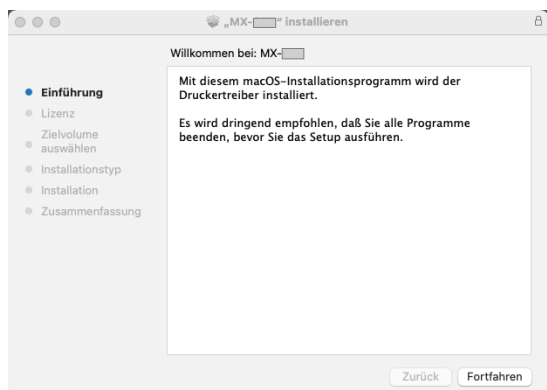 „MX-“ installieren
Willkommen bei: MX-
Einführung
Lizenz
Zielvolume
auswählen
Installationstyp
Installation
Zusammenfassung
Mit diesem macOS-Installationsprogramm wird der
Druckertreiber installiert.
Es wird dringend empfohlen, daß Sie alle Programme
beenden, bevor Sie das Setup ausführen.
Zurück
Fortfahren